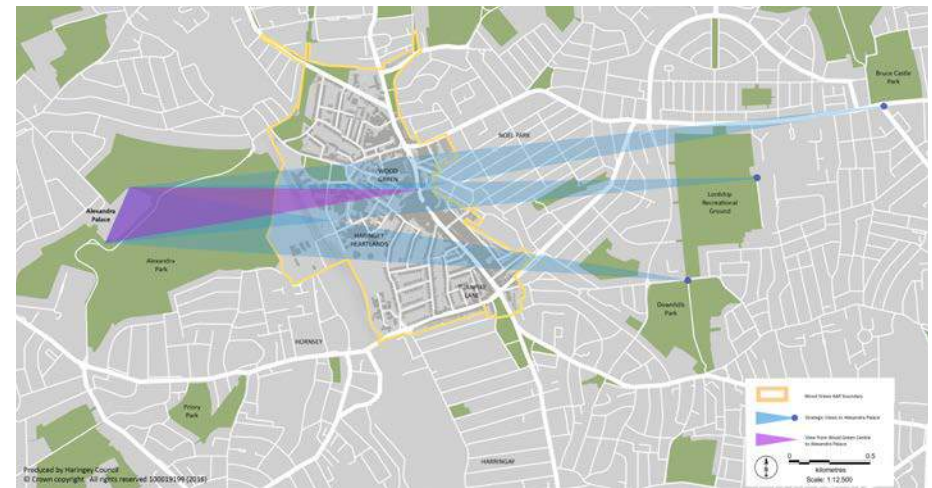 Bruce Castle
Park
NOEL PARK
WOOD
GREEN
Lordship
Recreational
Ground
Alexandra
Palace
HARINGEY
HEARTLANDS
Alexandra
Park
TURNPIKE
LANE
Downhills
Park
HORNSEY
Priory
Park
HARRINGAY
Wood Green AAP Boundary
Strategic Views to Alexandra Palace
View from Wood Green Centre
to Alexandra Palace
N
0 0.5
kilometres
Scale: 1:12,500
Produced by Haringey Council
© Crown copyright. All rights reserved 100019199 (2016)